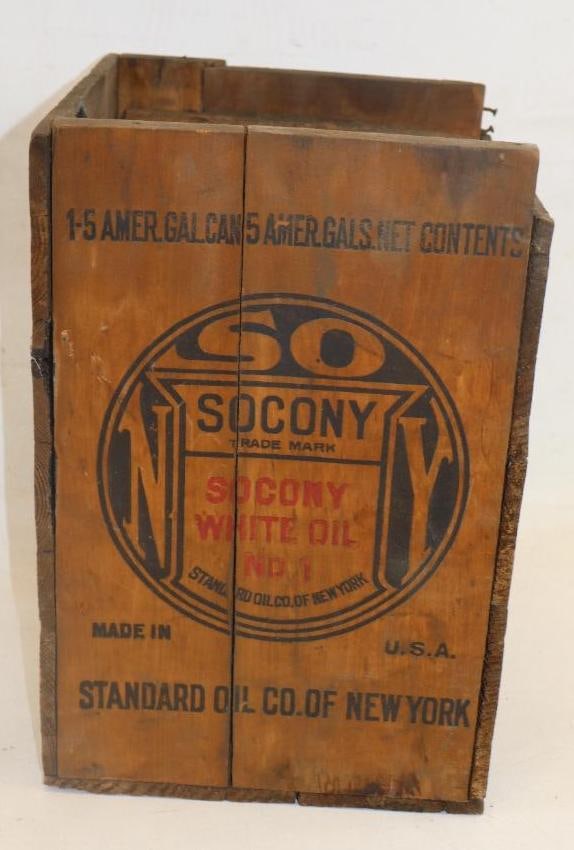 1-5 AMER.GAL.CAN 5 AMER.GALS.NET CONTENTS
SO
N Y
SOCONY
TRADE MARK
SOCONY
WHITE OIL
NO.1
STANDARD OIL CO. OF NEW YORK
MADE IN U.S.A.
STANDARD OIL CO. OF NEW YORK